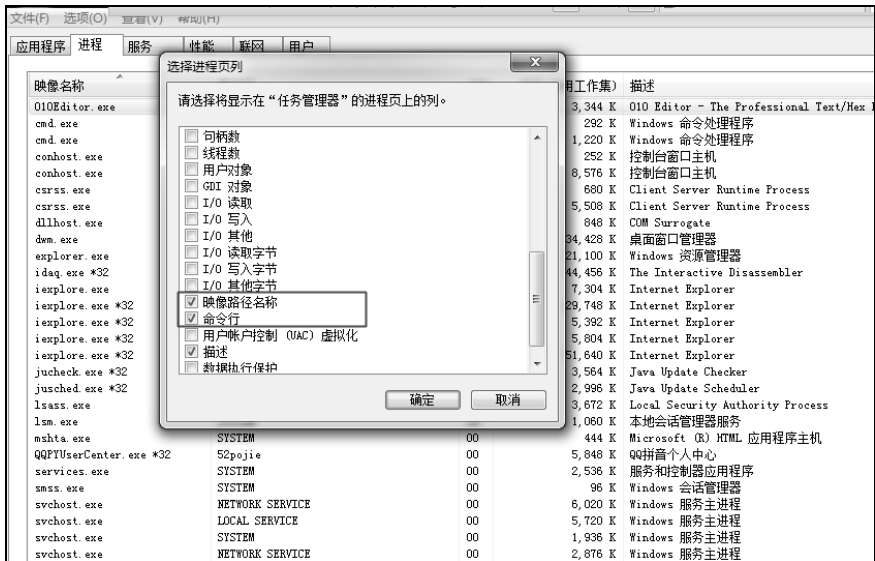 文件(F) 选项(O) 查看(V) 帮助(H)
应用程序 进程 服务 性能 联网 用户
选择进程页列
请选择将显示在“任务管理器”的进程页上的列。
句柄数
线程数
用户对象
GDI 对象
I/O 读取
I/O 写入
I/O 其他
I/O 读取字节
I/O 写入字节
I/O 其他字节
映像路径名称
命令行
用户帐户控制 (UAC) 虚拟化
描述
数据执行保护
确定 取消
映像名称 用工作集) 描述
010Editor.exe 3,344 K 010 Editor - The Professional Text/Hex
cmd.exe 292 K Windows 命令处理程序
cmd.exe 1,220 K Windows 命令处理程序
conhost.exe 252 K 控制台窗口主机
conhost.exe 8,576 K 控制台窗口主机
csrss.exe 680 K Client Server Runtime Process
csrss.exe 5,508 K Client Server Runtime Process
dllhost.exe 848 K COM Surrogate
dwm.exe 34,428 K 桌面窗口管理器
explorer.exe 21,100 K Windows 资源管理器
idaq.exe *32 44,456 K The Interactive Disassembler
iexplore.exe 7,304 K Internet Explorer
iexplore.exe *32 29,748 K Internet Explorer
iexplore.exe *32 5,392 K Internet Explorer
iexplore.exe *32 5,804 K Internet Explorer
iexplore.exe *32 51,640 K Internet Explorer
jucheck.exe *32 3,564 K Java Update Checker
jusched.exe *32 2,996 K Java Update Scheduler
lsass.exe 3,672 K Local Security Authority Process
lsm.exe 1,060 K 本地会话管理器服务
mshta.exe SYSTEM 00 444 K Microsoft (R) HTML 应用程序主机
QQPYUserCenter.exe *32 52pojie 00 5,848 K QQ拼音个人中心
services.exe SYSTEM 00 2,536 K 服务和控制器应用程序
smss.exe SYSTEM 00 96 K Windows 会话管理器
svchost.exe NETWORK SERVICE 00 6,020 K Windows 服务主进程
svchost.exe LOCAL SERVICE 00 5,720 K Windows 服务主进程
svchost.exe SYSTEM 00 1,936 K Windows 服务主进程
svchost.exe NETWORK SERVICE 00 2,876 K Windows 服务主进程